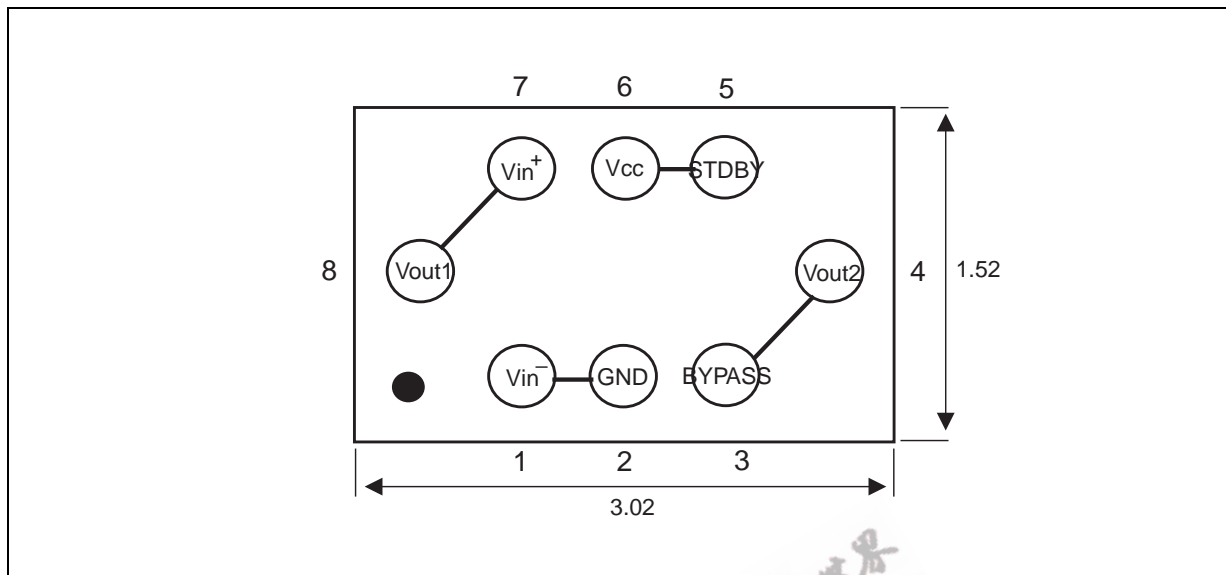 7 6 5
Vin+ Vcc STDBY
8 Vout1 Vout2 4 1.52
Vin– GND BYPASS
1 2 3
3.02